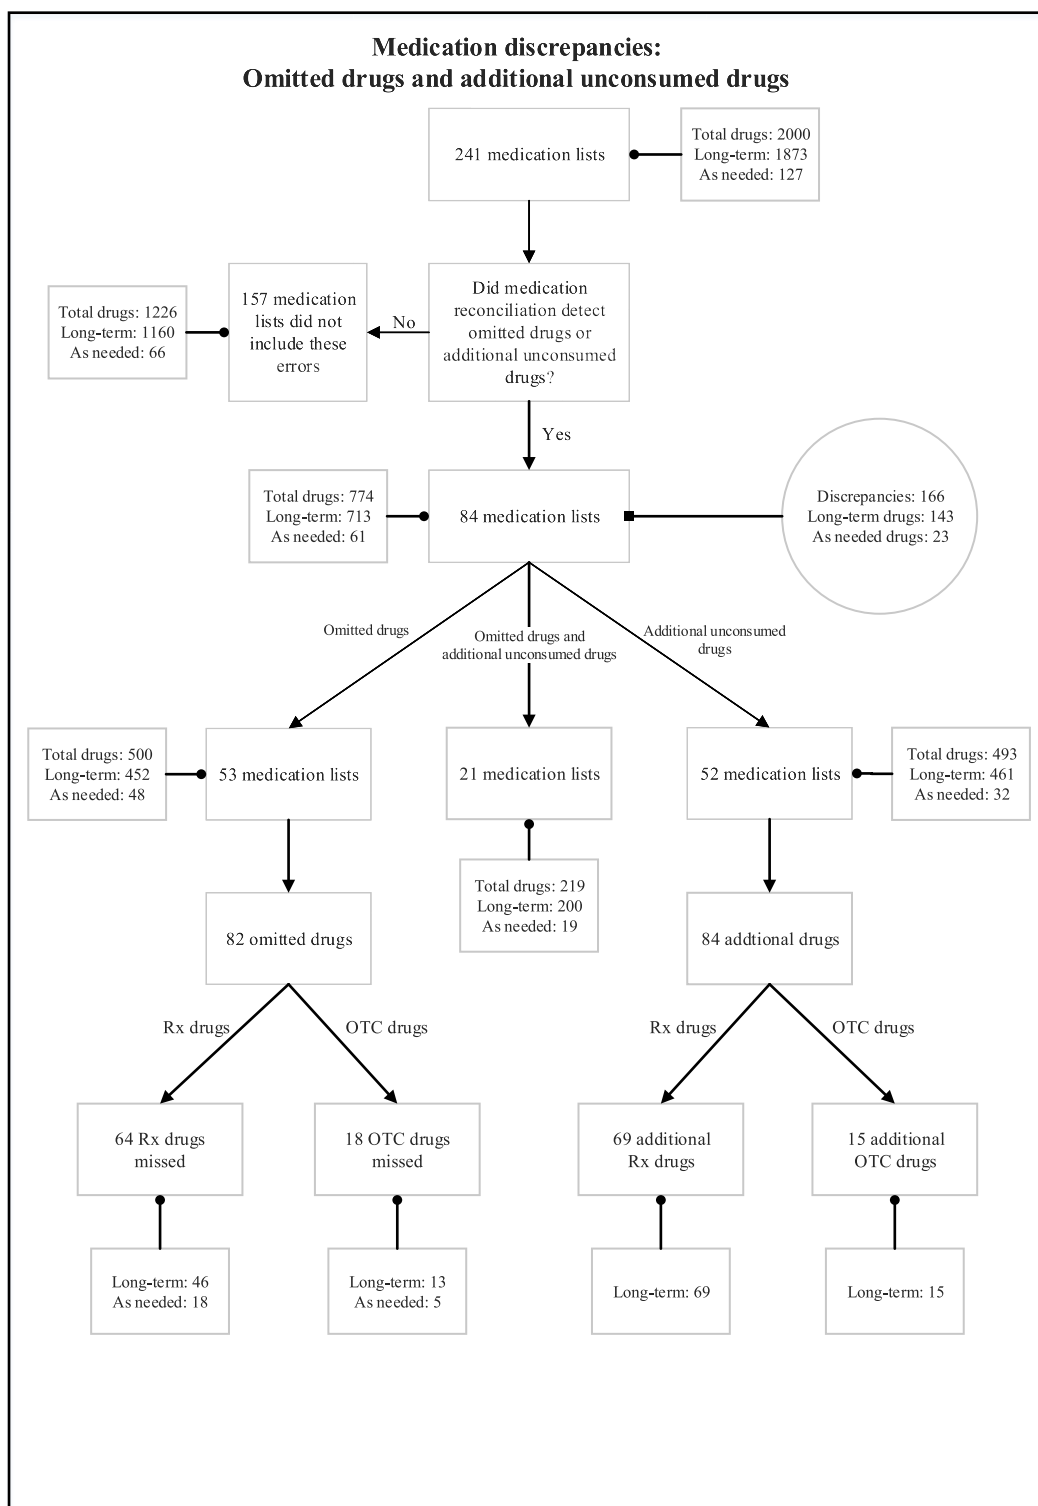 Medication discrepancies:
Omitted drugs and additional unconsumed drugs
241 medication lists
Total drugs: 2000
Long-term: 1873
As needed: 127
Total drugs: 1226
Long-term: 1160
As needed: 66
157 medication
lists did not
include these
errors
No
Did medication
reconciliation detect
omitted drugs or
additional unconsumed
drugs?
Yes
Total drugs: 774
Long-term: 713
As needed: 61
84 medication lists
Discrepancies: 166
Long-term drugs: 143
As needed drugs: 23
Omitted drugs
Omitted drugs and
additional unconsumed drugs
Additional unconsumed
drugs
Total drugs: 500
Long-term: 452
As needed: 48
53 medication lists
21 medication lists
52 medication lists
Total drugs: 493
Long-term: 461
As needed: 32
Total drugs: 219
Long-term: 200
As needed: 19
82 omitted drugs
84 addtional drugs
Rx drugs
OTC drugs
Rx drugs
OTC drugs
64 Rx drugs
missed
18 OTC drugs
missed
69 additional
Rx drugs
15 additional
OTC drugs
Long-term: 46
As needed: 18
Long-term: 13
As needed: 5
Long-term: 69
Long-term: 15